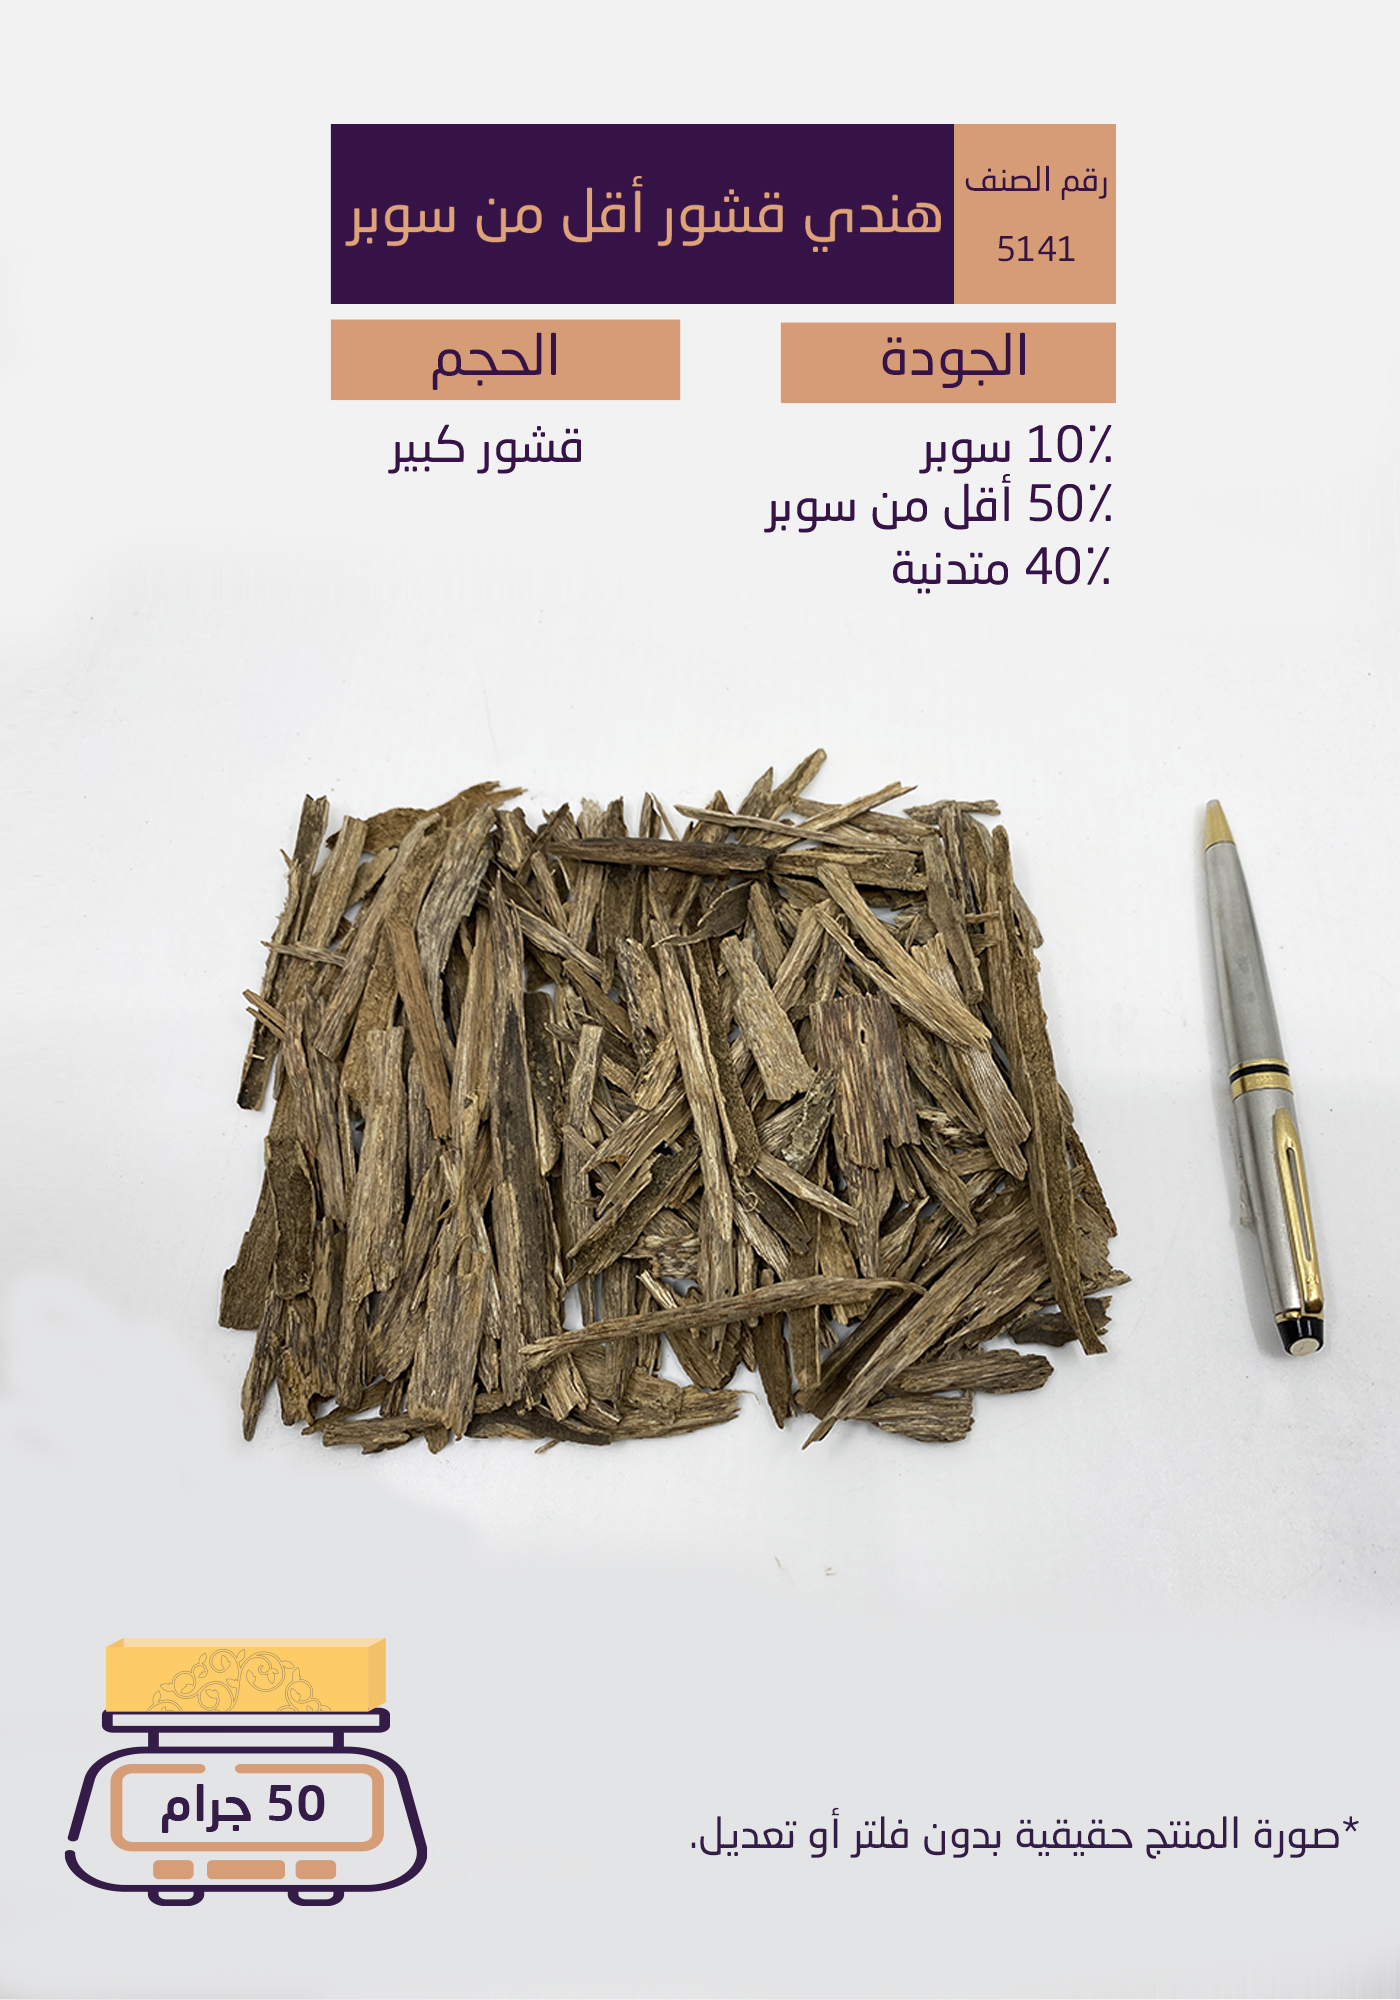 رقم الصنف
5141
هندي قشور أقل من سوبر
الجودة
10٪ سوبر
50٪ أقل من سوبر
40٪ متدنية
الحجم
قشور كبير
50 جرام
*صورة المنتج حقيقية بدون فلتر أو تعديل.